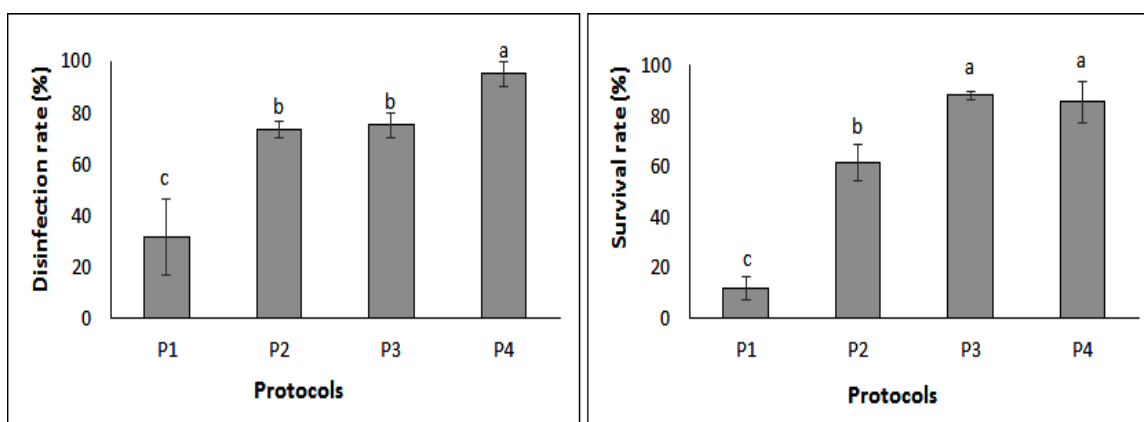 Disinfection rate (%)
100
80
60
40
20
0
c
b
b
a
P1 P2 P3 P4
Protocols
Survival rate (%)
100
80
60
40
20
0
c
b
a
a
P1 P2 P3 P4
Protocols